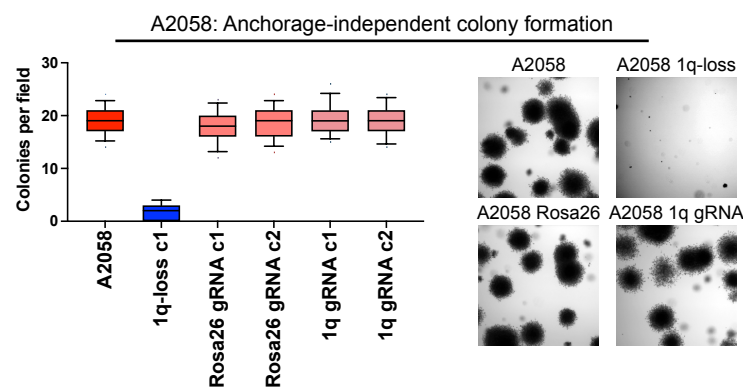 A2058: Anchorage-independent colony formation
Colonies per field
30
20
10
0
A2058
1q-loss c1
Rosa26 gRNA c1
Rosa26 gRNA c2
1q gRNA c1
1q gRNA c2
A2058
A2058 1q-loss
A2058 Rosa26
A2058 1q gRNA